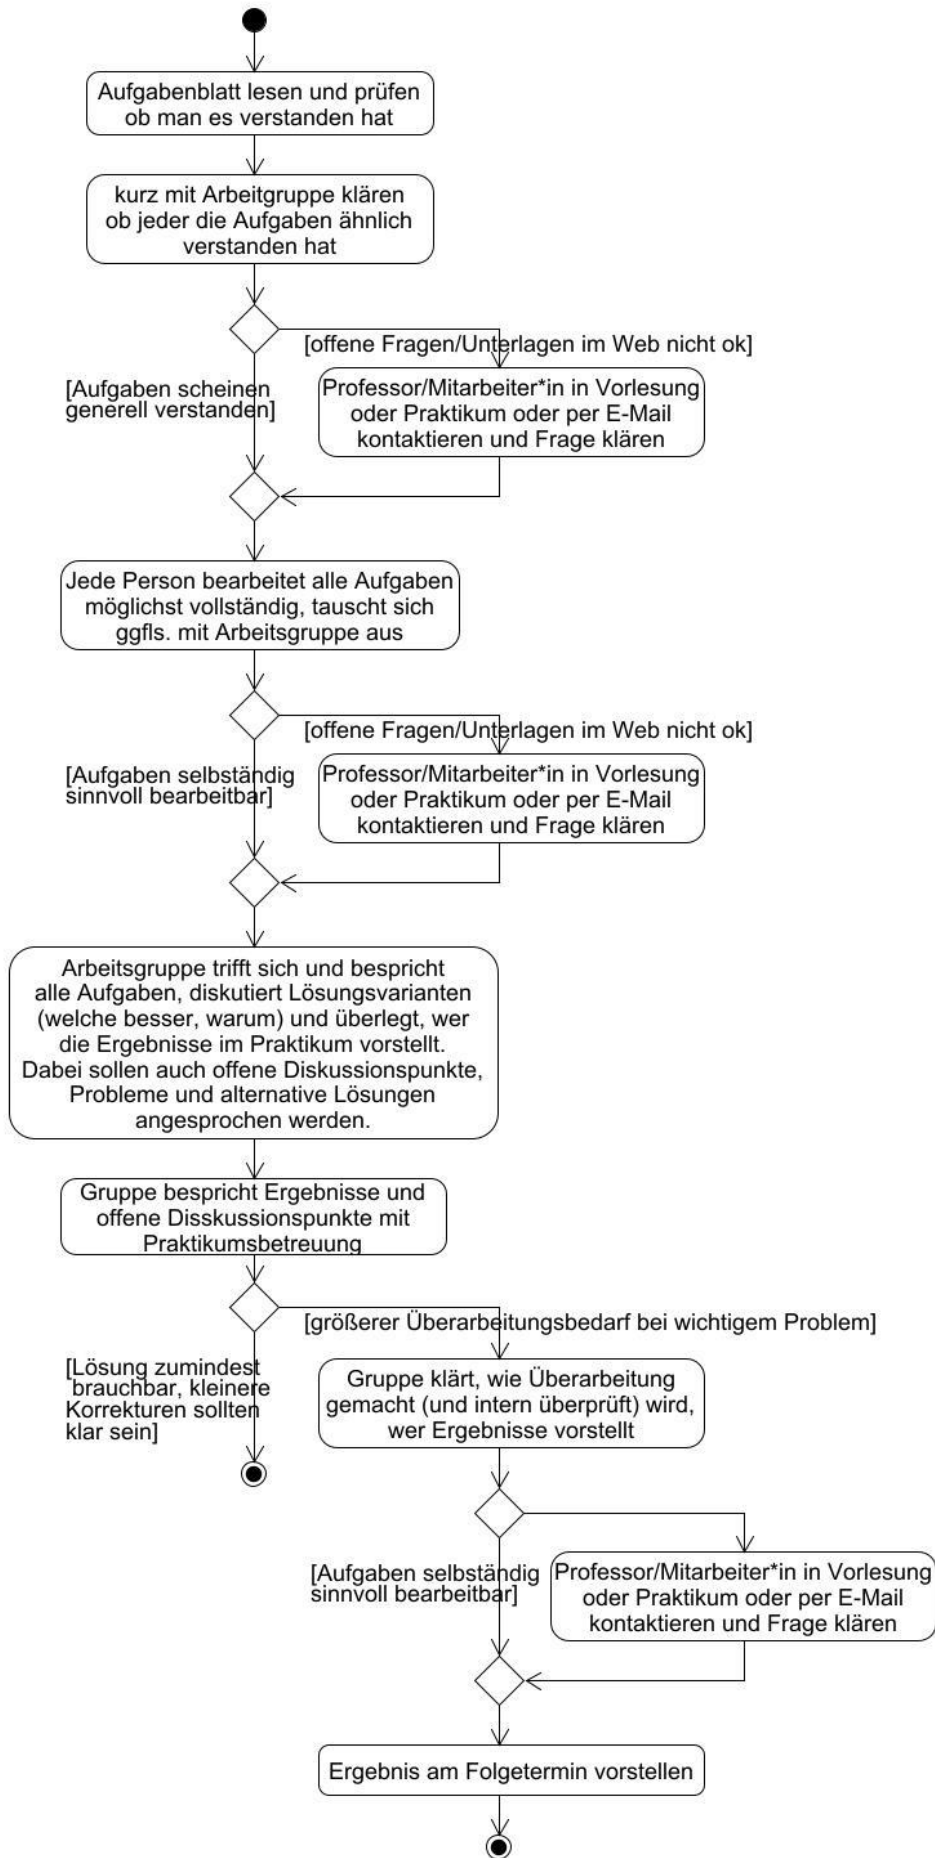 Aufgabenblatt lesen und prüfen
ob man es verstanden hat
kurz mit Arbeitgruppe klären
ob jeder die Aufgaben ähnlich
verstanden hat
[offene Fragen/Unterlagen im Web nicht ok]
[Aufgaben scheinen
generell verstanden]
Professor/Mitarbeiter*in in Vorlesung
oder Praktikum oder per E-Mail
kontaktieren und Frage klären
Jede Person bearbeitet alle Aufgaben
möglichst vollständig, tauscht sich
ggfls. mit Arbeitsgruppe aus
[offene Fragen/Unterlagen im Web nicht ok]
[Aufgaben selbständig
sinnvoll bearbeitbar]
Professor/Mitarbeiter*in in Vorlesung
oder Praktikum oder per E-Mail
kontaktieren und Frage klären
Arbeitsgruppe trifft sich und bespricht
alle Aufgaben, diskutiert Lösungsvarianten
(welche besser, warum) und überlegt, wer
die Ergebnisse im Praktikum vorstellt.
Dabei sollen auch offene Diskussionspunkte,
Probleme und alternative Lösungen
angesprochen werden.
Gruppe bespricht Ergebnisse und
offene Disskussionspunkte mit
Praktikumsbetreuung
[größerer Überarbeitungsbedarf bei wichtigem Problem]
[Lösung zumindest
brauchbar, kleinere
Korrekturen sollten
klar sein]
Gruppe klärt, wie Überarbeitung
gemacht (und intern überprüft) wird,
wer Ergebnisse vorstellt
[Aufgaben selbständig
sinnvoll bearbeitbar]
Professor/Mitarbeiter*in in Vorlesung
oder Praktikum oder per E-Mail
kontaktieren und Frage klären
Ergebnis am Folgetermin vorstellen